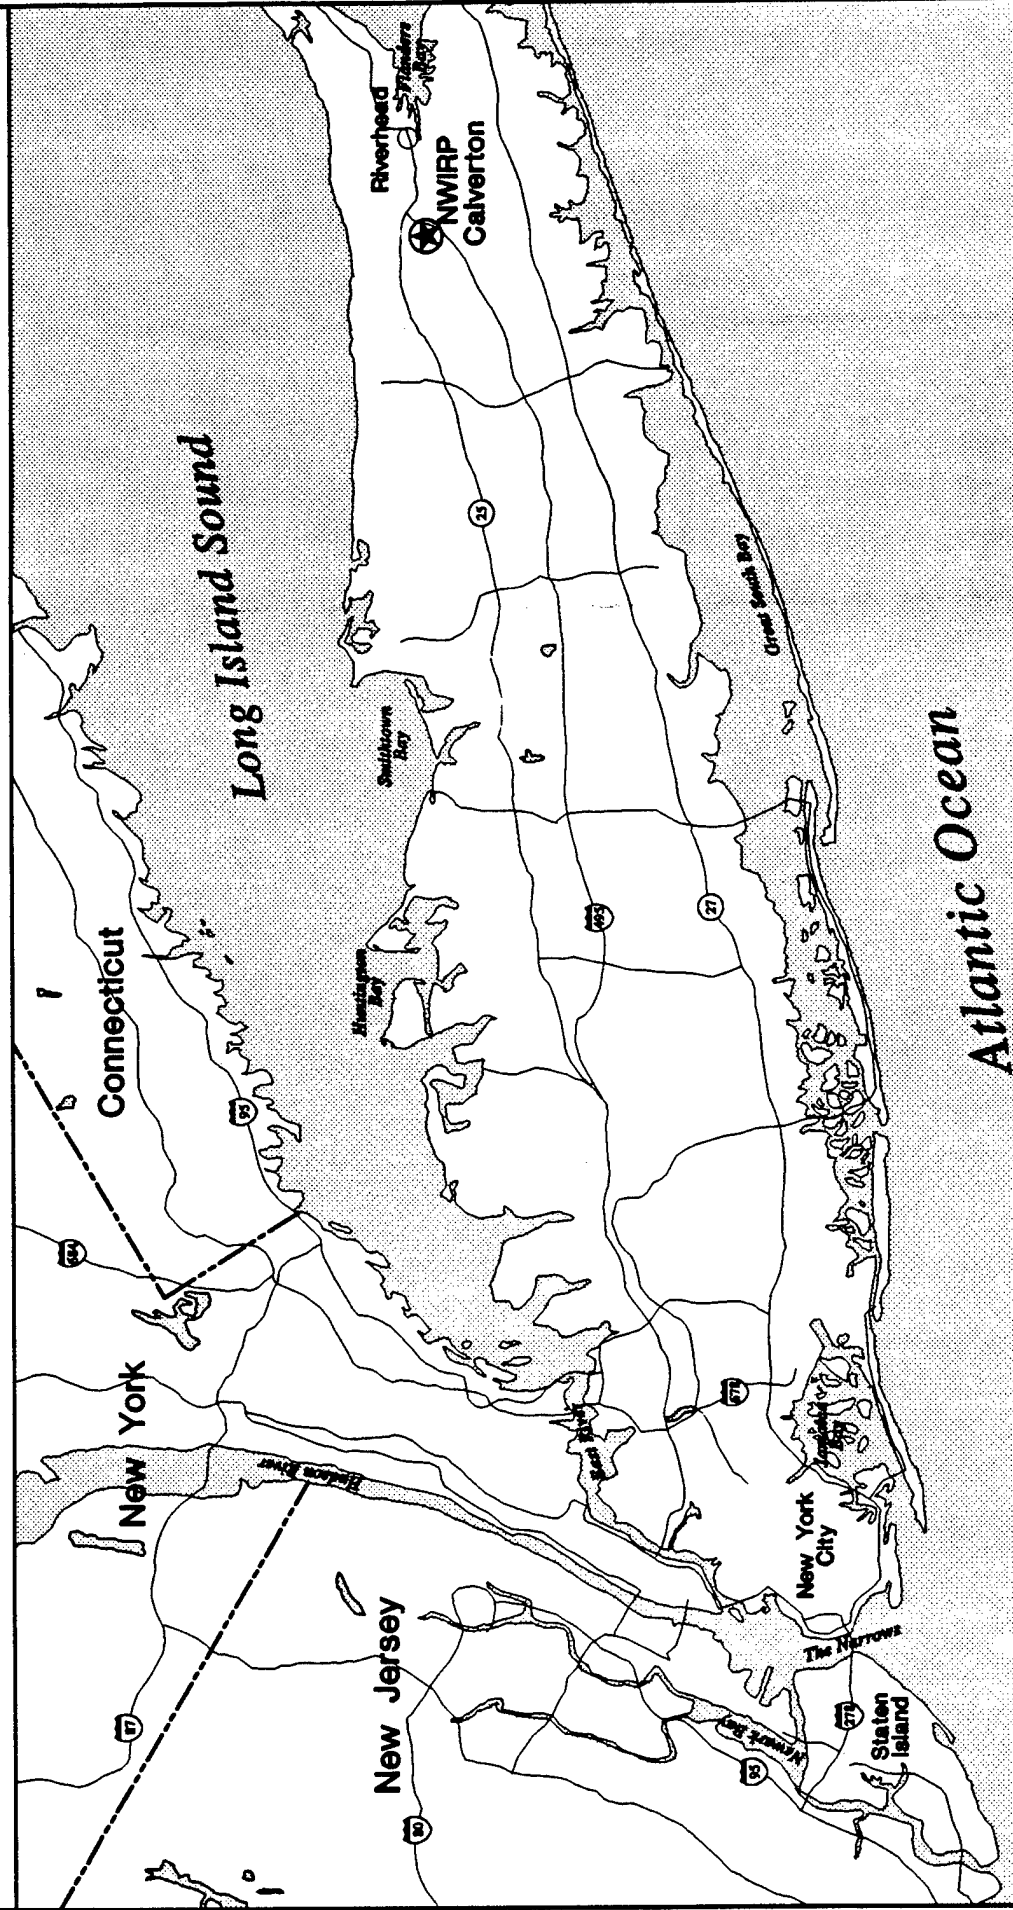 Riverhead
Flanders
Bay
NWIRP
Calverton
Long Island Sound
25
Great South Bay
Smithtown
Bay
Connecticut
Huntington
Bay
495
27
Atlantic Ocean
95
684
New York
Hudson River
East River
678
Jamaica
Bay
New York
City
The Narrows
New Jersey
87
80
Newark Bay
95
278
Staten
Island